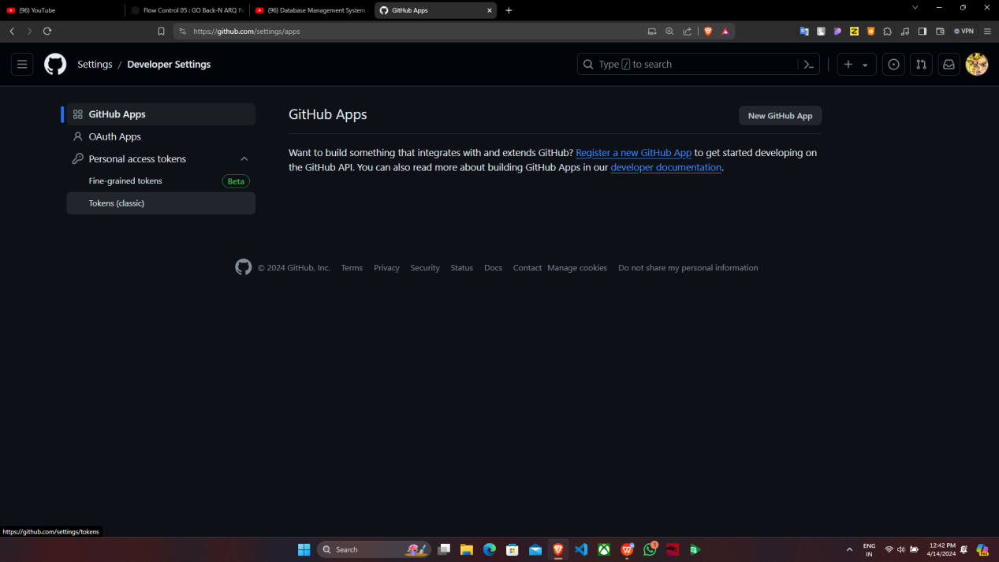 (96) YouTube
Flow Control 05 : GO Back-N ARQ
(96) Database Management System
GitHub Apps
https://github.com/settings/apps
VPN
Settings / Developer Settings
Type / to search
GitHub Apps
OAuth Apps
Personal access tokens
Fine-grained tokens Beta
Tokens (classic)
GitHub Apps
New GitHub App
Want to build something that integrates with and extends GitHub? Register a new GitHub App to get started developing on
the GitHub API. You can also read more about building GitHub Apps in our developer documentation.
© 2024 GitHub, Inc. Terms Privacy Security Status Docs Contact Manage cookies Do not share my personal information
https://github.com/settings/tokens
Search
1
ENG
IN
12:42 PM
4/14/2024